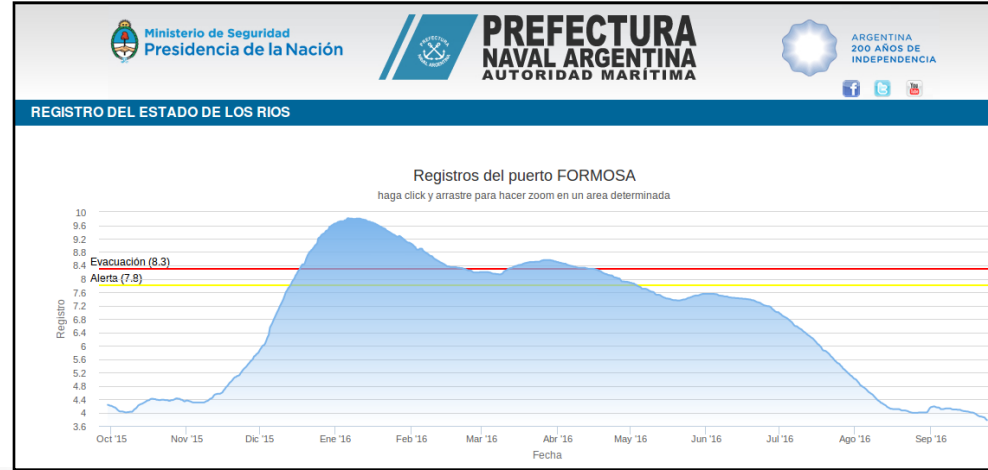 Ministerio de Seguridad
Presidencia de la Nación
PREFECTURA NAVAL ARGENTINA
PREFECTURA
NAVAL ARGENTINA
AUTORIDAD MARÍTIMA
ARGENTINA
200 AÑOS DE
INDEPENDENCIA
f
You
REGISTRO DEL ESTADO DE LOS RIOS
Registros del puerto FORMOSA
haga click y arrastre para hacer zoom en un area determinada
Registro
10
9.6
9.2
8.8
8.4
8
7.6
7.2
6.8
6.4
6
5.6
5.2
4.8
4.4
4
3.6
Evacuación (8.3)
Alerta (7.8)
Oct '15 Nov '15 Dic '15 Ene '16 Feb '16 Mar '16 Abr '16 May '16 Jun '16 Jul '16 Ago '16 Sep '16
Fecha